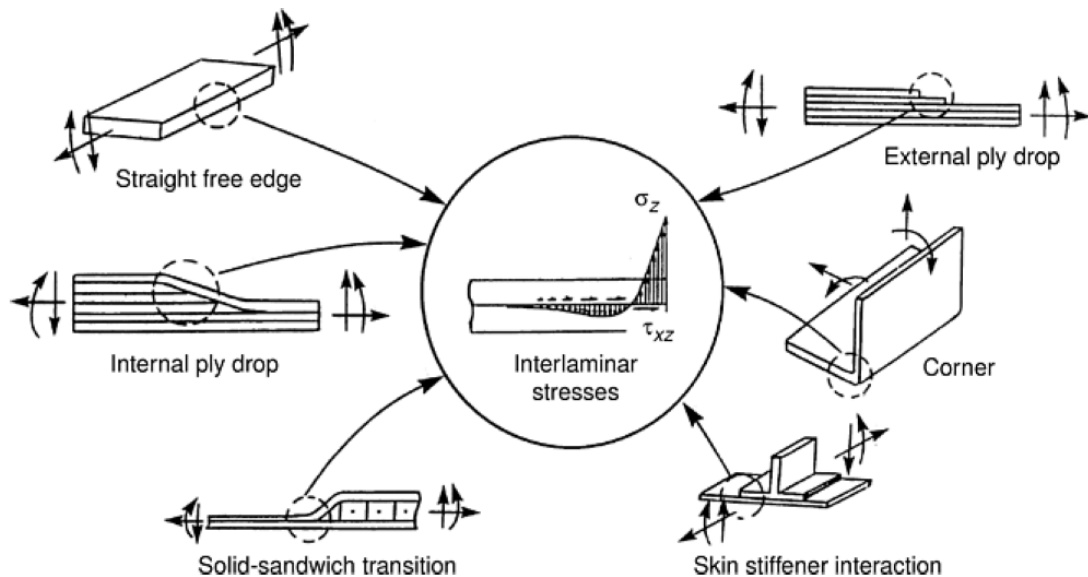 Straight free edge
External ply drop
σz
τxz
Interlaminar
stresses
Internal ply drop
Corner
Solid-sandwich transition
Skin stiffener interaction